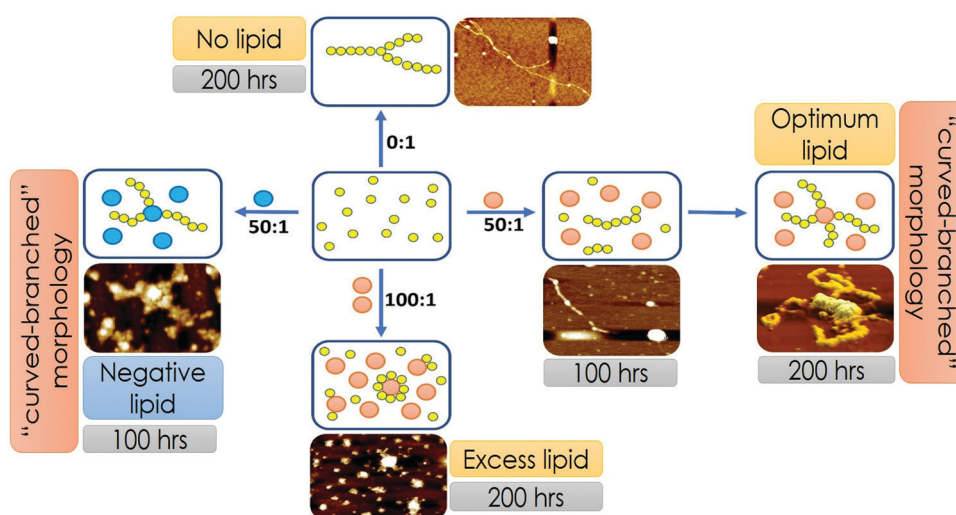 No lipid
200 hrs
0:1
Optimum
lipid
"curved-branched"
morphology
50:1
50:1
"curved-branched"
morphology
100:1
Negative
lipid
100 hrs
100 hrs
200 hrs
Excess lipid
200 hrs